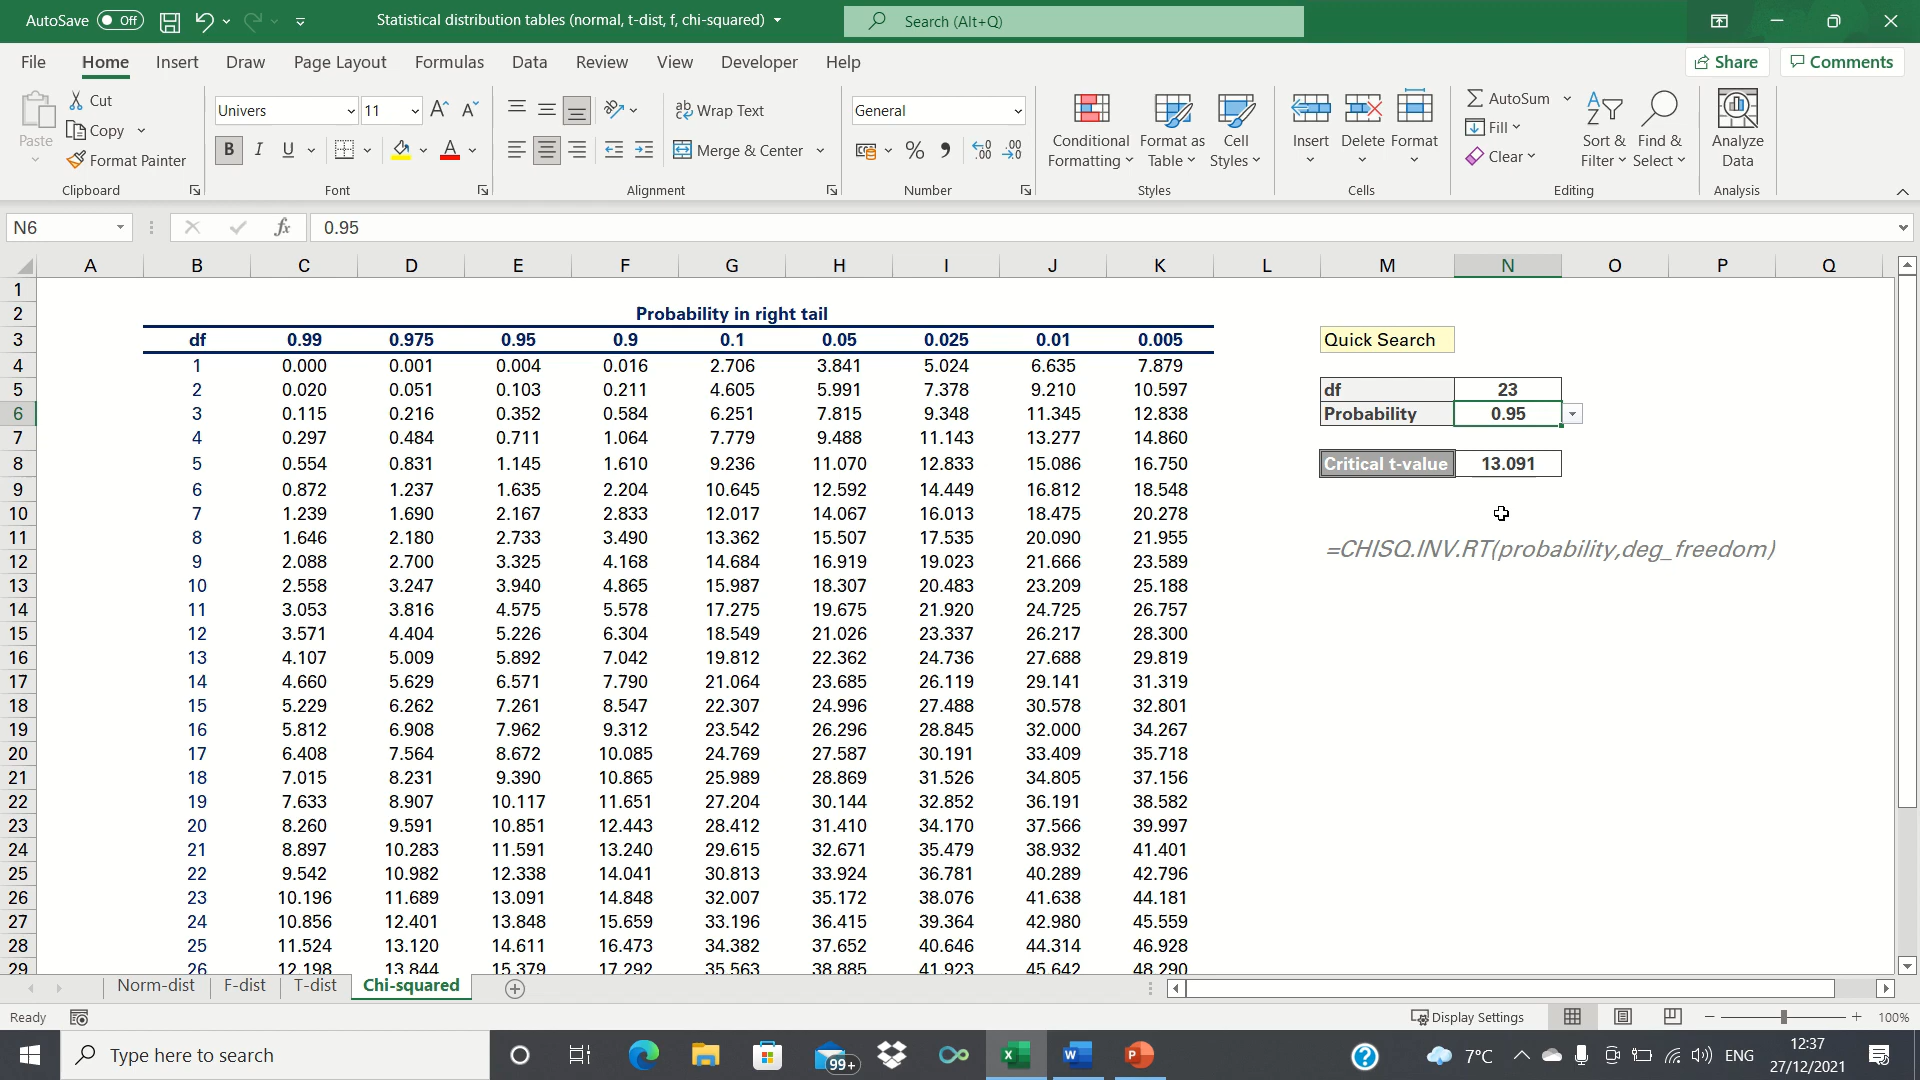 AutoSave Off Statistical distribution tables (normal, t-dist, f, chi-squared) Search (Alt+Q)
File Home Insert Draw Page Layout Formulas Data Review View Developer Help Share Comments
Paste Cut Copy Format Painter Clipboard
Univers 11 B I U A Font
ab Wrap Text Merge & Center Alignment
General % Number
Conditional Formatting Format as Table Cell Styles Styles
Insert Delete Format Cells
AutoSum Fill Clear Sort & Filter Find & Select Editing
Analyze Data Analysis
N6 fx 0.95
A B C D E F G H I J K L M N O P Q
1
2 Probability in right tail
3 df 0.99 0.975 0.95 0.9 0.1 0.05 0.025 0.01 0.005 Quick Search
4 1 0.000 0.001 0.004 0.016 2.706 3.841 5.024 6.635 7.879
5 2 0.020 0.051 0.103 0.211 4.605 5.991 7.378 9.210 10.597 df 23
6 3 0.115 0.216 0.352 0.584 6.251 7.815 9.348 11.345 12.838 Probability 0.95
7 4 0.297 0.484 0.711 1.064 7.779 9.488 11.143 13.277 14.860
8 5 0.554 0.831 1.145 1.610 9.236 11.070 12.833 15.086 16.750 Critical t-value 13.091
9 6 0.872 1.237 1.635 2.204 10.645 12.592 14.449 16.812 18.548
10 7 1.239 1.690 2.167 2.833 12.017 14.067 16.013 18.475 20.278
11 8 1.646 2.180 2.733 3.490 13.362 15.507 17.535 20.090 21.955 =CHISQ.INV.RT(probability,deg_freedom)
12 9 2.088 2.700 3.325 4.168 14.684 16.919 19.023 21.666 23.589
13 10 2.558 3.247 3.940 4.865 15.987 18.307 20.483 23.209 25.188
14 11 3.053 3.816 4.575 5.578 17.275 19.675 21.920 24.725 26.757
15 12 3.571 4.404 5.226 6.304 18.549 21.026 23.337 26.217 28.300
16 13 4.107 5.009 5.892 7.042 19.812 22.362 24.736 27.688 29.819
17 14 4.660 5.629 6.571 7.790 21.064 23.685 26.119 29.141 31.319
18 15 5.229 6.262 7.261 8.547 22.307 24.996 27.488 30.578 32.801
19 16 5.812 6.908 7.962 9.312 23.542 26.296 28.845 32.000 34.267
20 17 6.408 7.564 8.672 10.085 24.769 27.587 30.191 33.409 35.718
21 18 7.015 8.231 9.390 10.865 25.989 28.869 31.526 34.805 37.156
22 19 7.633 8.907 10.117 11.651 27.204 30.144 32.852 36.191 38.582
23 20 8.260 9.591 10.851 12.443 28.412 31.410 34.170 37.566 39.997
24 21 8.897 10.283 11.591 13.240 29.615 32.671 35.479 38.932 41.401
25 22 9.542 10.982 12.338 14.041 30.813 33.924 36.781 40.289 42.796
26 23 10.196 11.689 13.091 14.848 32.007 35.172 38.076 41.638 44.181
27 24 10.856 12.401 13.848 15.659 33.196 36.415 39.364 42.980 45.559
28 25 11.524 13.120 14.611 16.473 34.382 37.652 40.646 44.314 46.928
29 26 12.198 13.844 15.379 17.292 35.563 38.885 41.923 45.642 48.290
Norm-dist F-dist T-dist Chi-squared
Ready Display Settings 100%
Type here to search 99+ 7°C ENG 12:37
27/12/2021